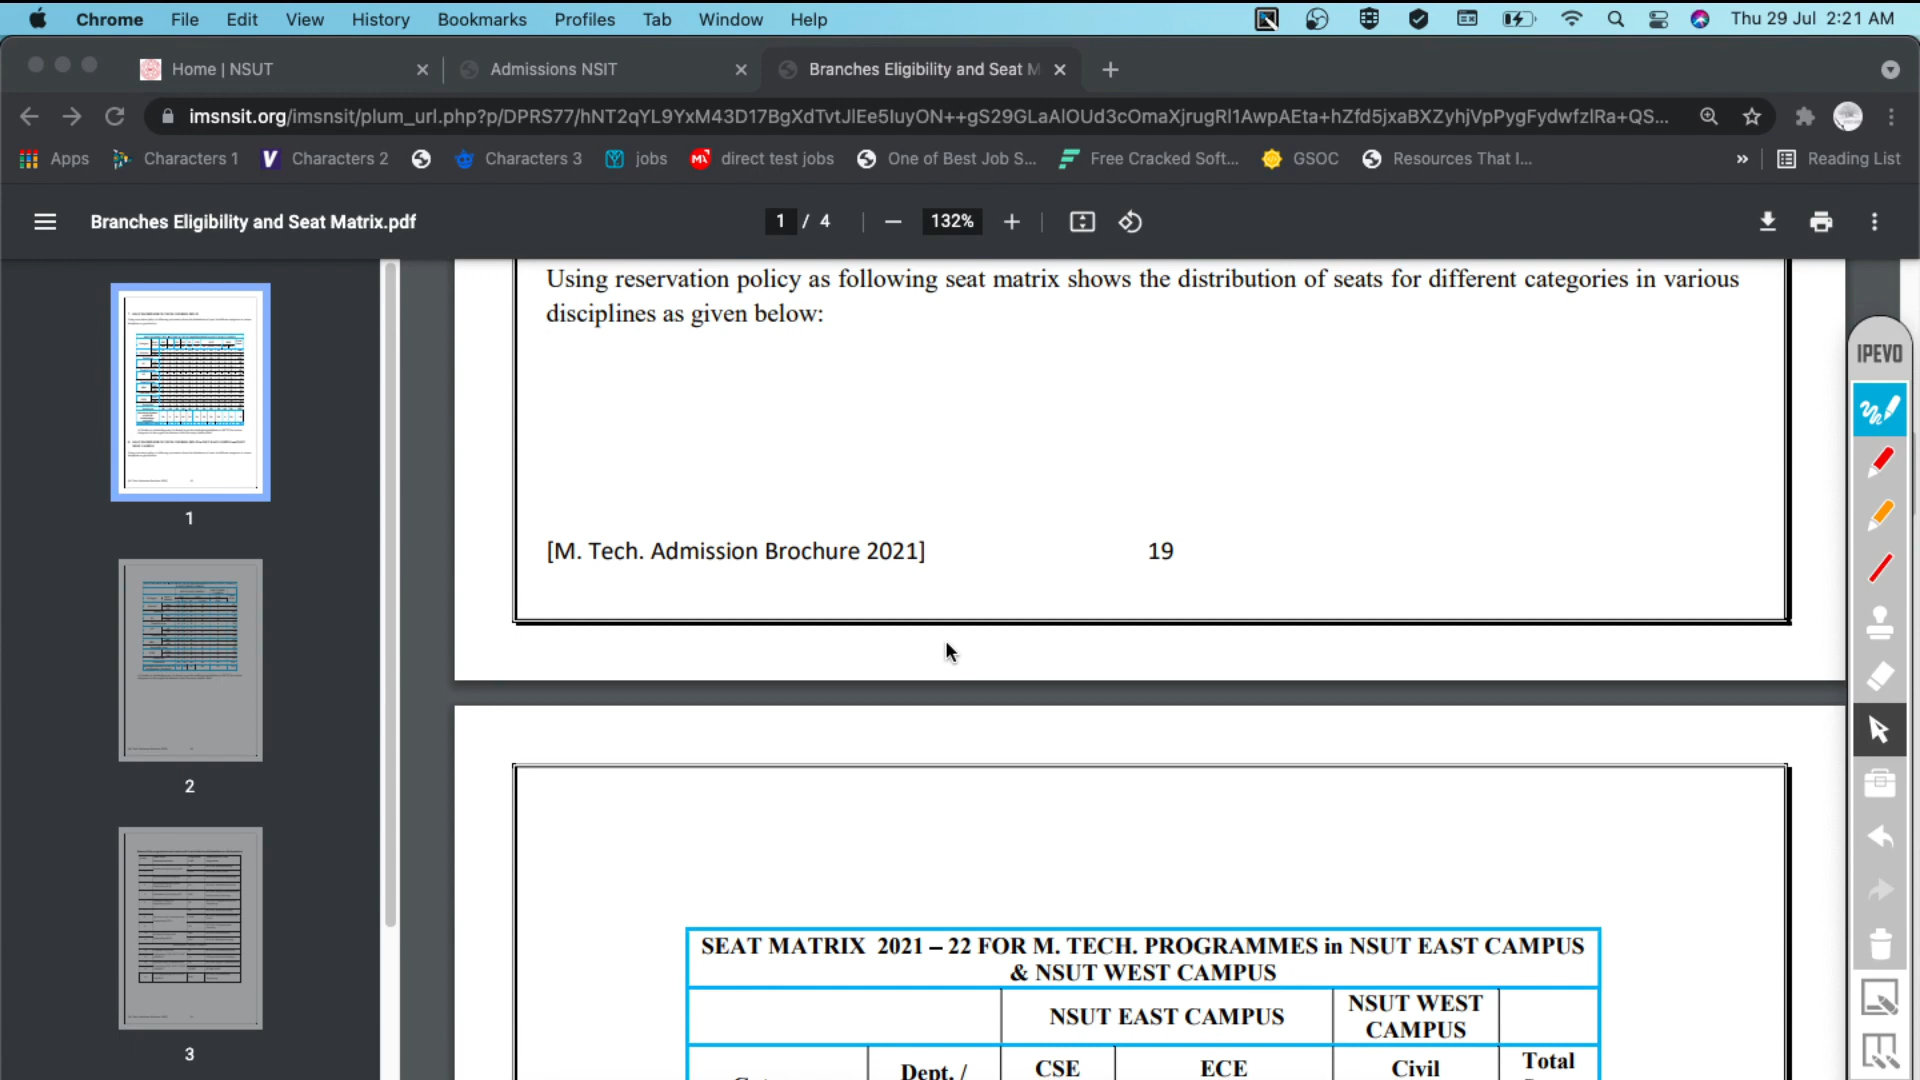 Chrome File Edit View History Bookmarks Profiles Tab Window Help Thu 29 Jul 2:21 AM
Home | NSUT Admissions NSIT Branches Eligibility and Seat M
imsnsit.org/imsnsit/plum_url.php?p/DPRS77/hNT2qYL9YxM43D17BgXdTvtJlEe5IuyON++gS29GLaAlOUd3cOmaXjrugRl1AwpAEta+hZfd5jxaBXZyhjVpPygFydwfzlRa+QS...
Apps Characters 1 Characters 2 Characters 3 jobs direct test jobs One of Best Job S... Free Cracked Soft... GSOC Resources That I... » Reading List
Branches Eligibility and Seat Matrix.pdf 1 / 4 132%
Using reservation policy as following seat matrix shows the distribution of seats for different categories in various
disciplines as given below:
IPEVO
1
[M. Tech. Admission Brochure 2021] 19
2
SEAT MATRIX 2021 – 22 FOR M. TECH. PROGRAMMES in NSUT EAST CAMPUS
& NSUT WEST CAMPUS
NSUT EAST CAMPUS
NSUT WEST
CAMPUS
Dept. /
CSE
ECE
Civil
Total
3